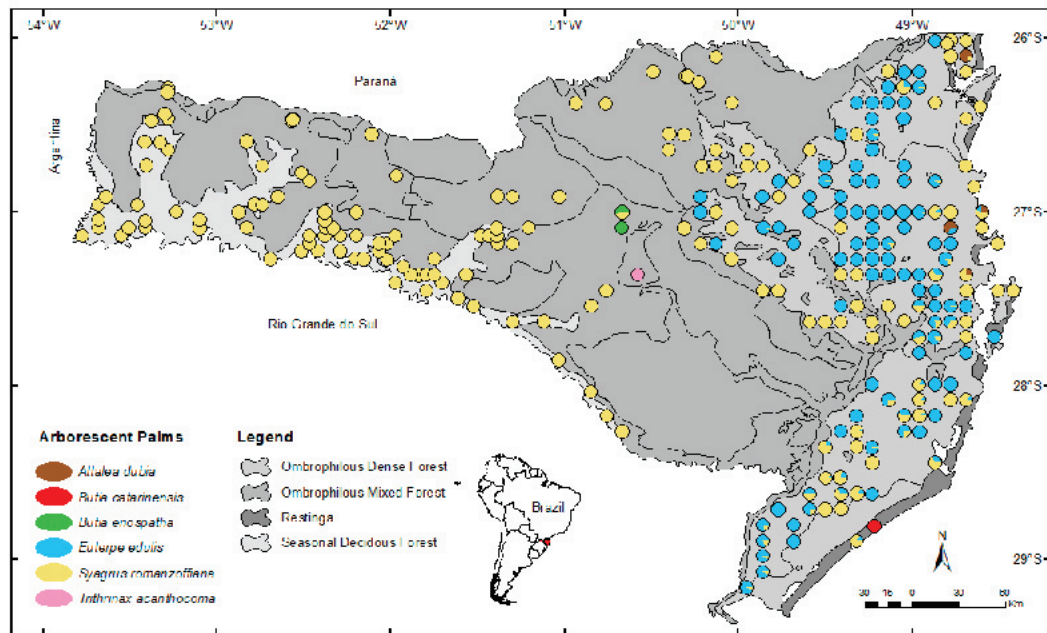 54°W 53°W 52°W 51°W 50°W 49°W
26°S
Paraná
Argentina
27°S
Rio Grande do Sul
28°S
Arborescent Palms
Attalea dubia
Butia catarinensis
Butia eriospatha
Euterpe edulis
Syagrus romanzoffiana
Trithrinax acanthocoma
Legend
Ombrophilous Dense Forest
Ombrophilous Mixed Forest
Restinga
Seasonal Decidous Forest
Brazil
29°S
N
30 15 0 30 60
Km